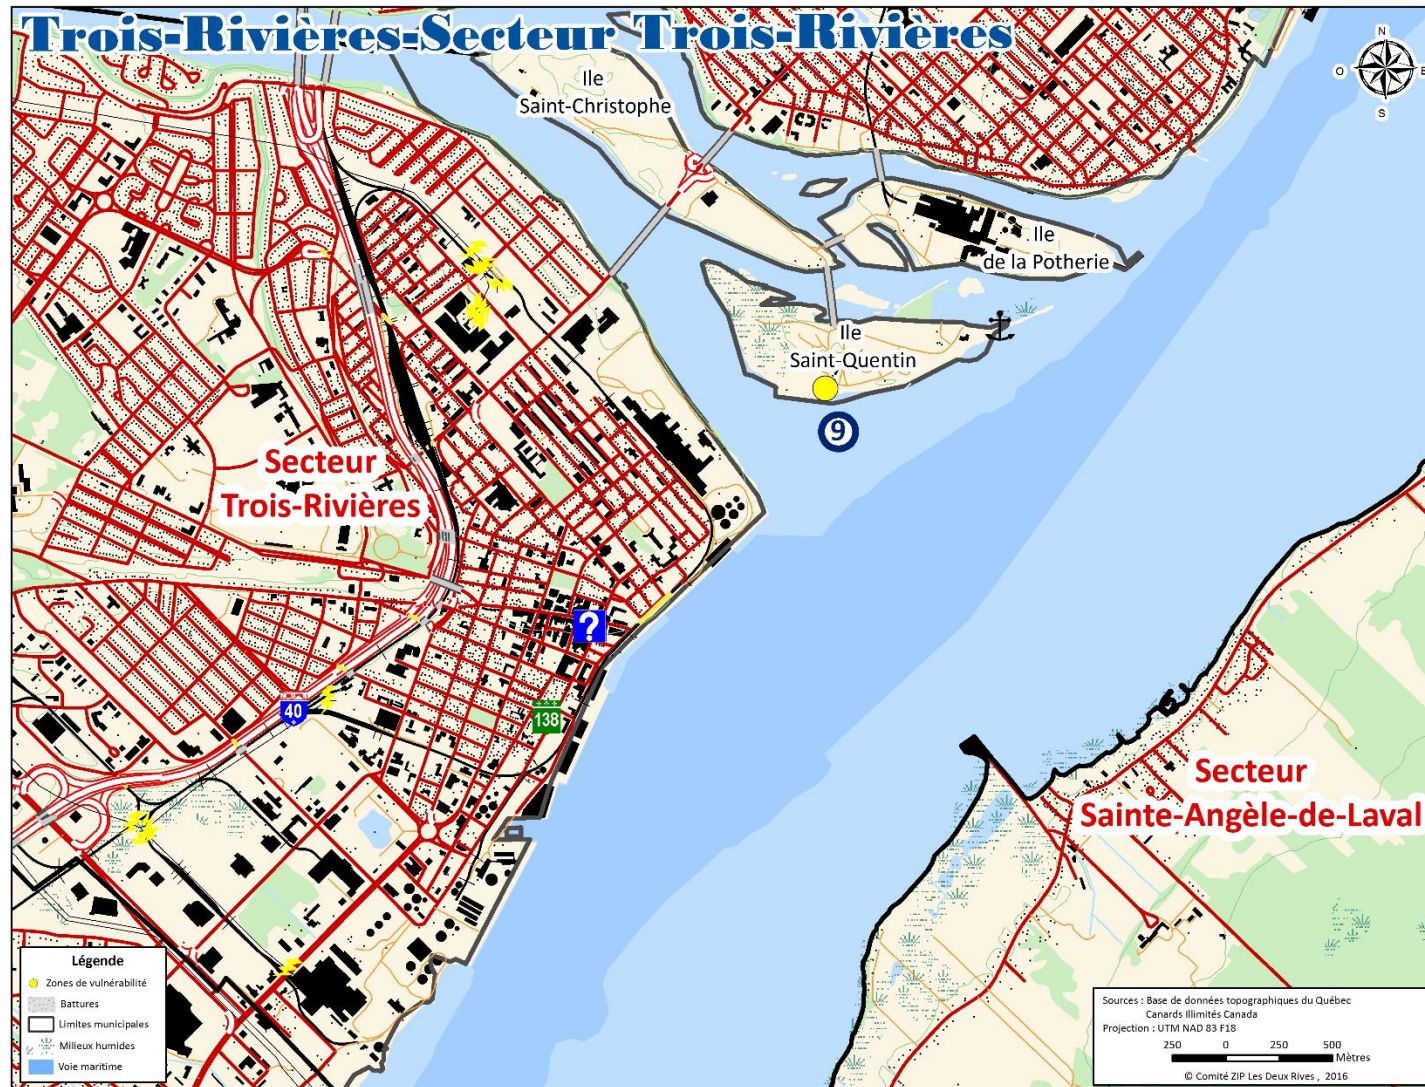 Trois-Rivières-Secteur Trois-Rivières
N
O
E
S
Ile
Saint-Christophe
Ile
de la Potherie
Ile
Saint-Quentin
9
Secteur
Trois-Rivières
?
40
138
Secteur
Sainte-Angèle-de-Laval
Légende
Zones de vulnérabilité
Battures
Limites municipales
Milieux humides
Voie maritime
Sources : Base de données topographiques du Québec
Canards Illimités Canada
Projection : UTM NAD 83 F18
250 0 250 500
Mètres
© Comité ZIP Les Deux Rives , 2016